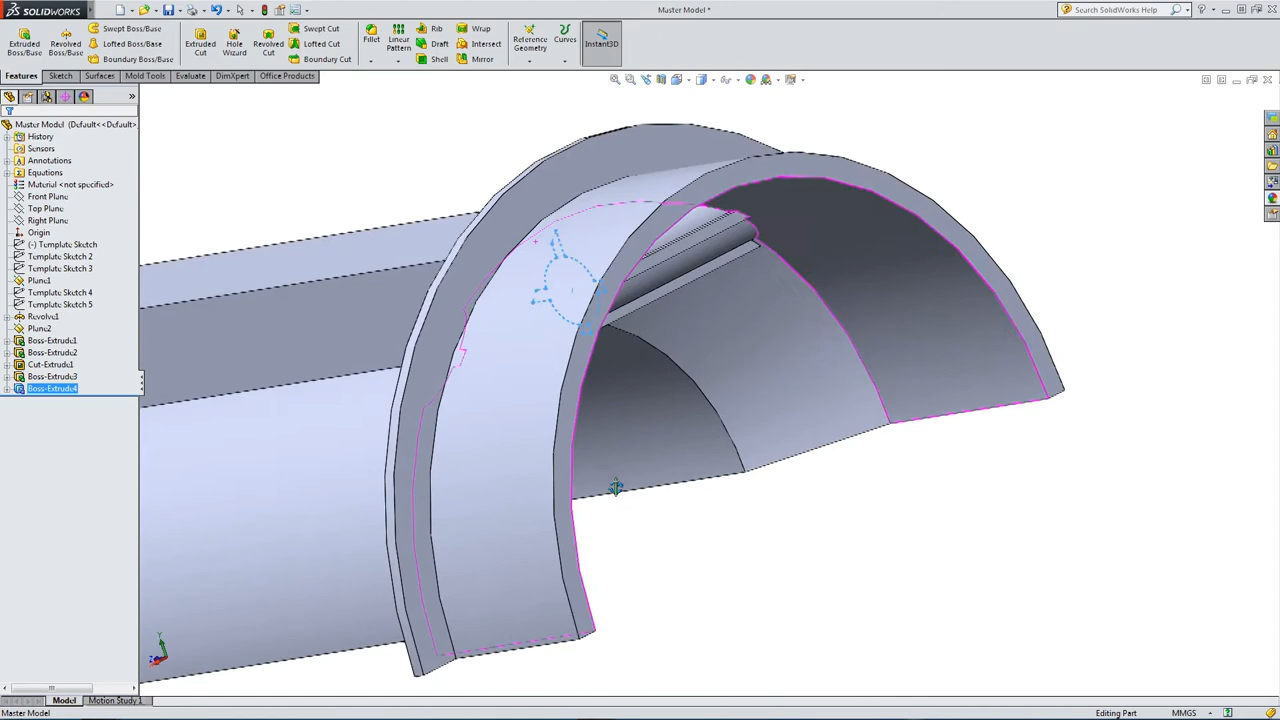 SOLIDWORKS
Master Model *
Search SolidWorks Help
Extruded Boss/Base
Revolved Boss/Base
Swept Boss/Base
Lofted Boss/Base
Boundary Boss/Base
Extruded Cut
Hole Wizard
Revolved Cut
Swept Cut
Lofted Cut
Boundary Cut
Fillet
Linear Pattern
Rib
Draft
Shell
Wrap
Intersect
Mirror
Reference Geometry
Curves
Instant3D
Features Sketch Surfaces Mold Tools Evaluate DimXpert Office Products
Master Model (Default<<Default>
History
Sensors
Annotations
Equations
Material <not specified>
Front Plane
Top Plane
Right Plane
Origin
(-) Template Sketch
Template Sketch 2
Template Sketch 3
Plane1
Template Sketch 4
Template Sketch 5
Revolve1
Plane2
Boss-Extrude1
Boss-Extrude2
Cut-Extrude1
Boss-Extrude3
Boss-Extrude4
Y
Z
Model Motion Study 1
Master Model Editing Part MMGS